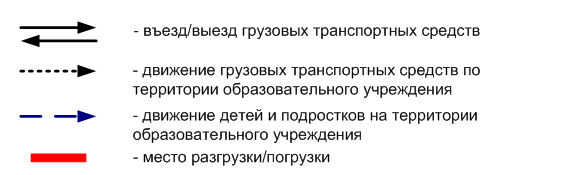 - въезд/выезд грузовых транспортных средств
- движение грузовых транспортных средств по
территории образовательного учреждения
- движение детей и подростков на территории
образовательного учреждения
- место разгрузки/погрузки